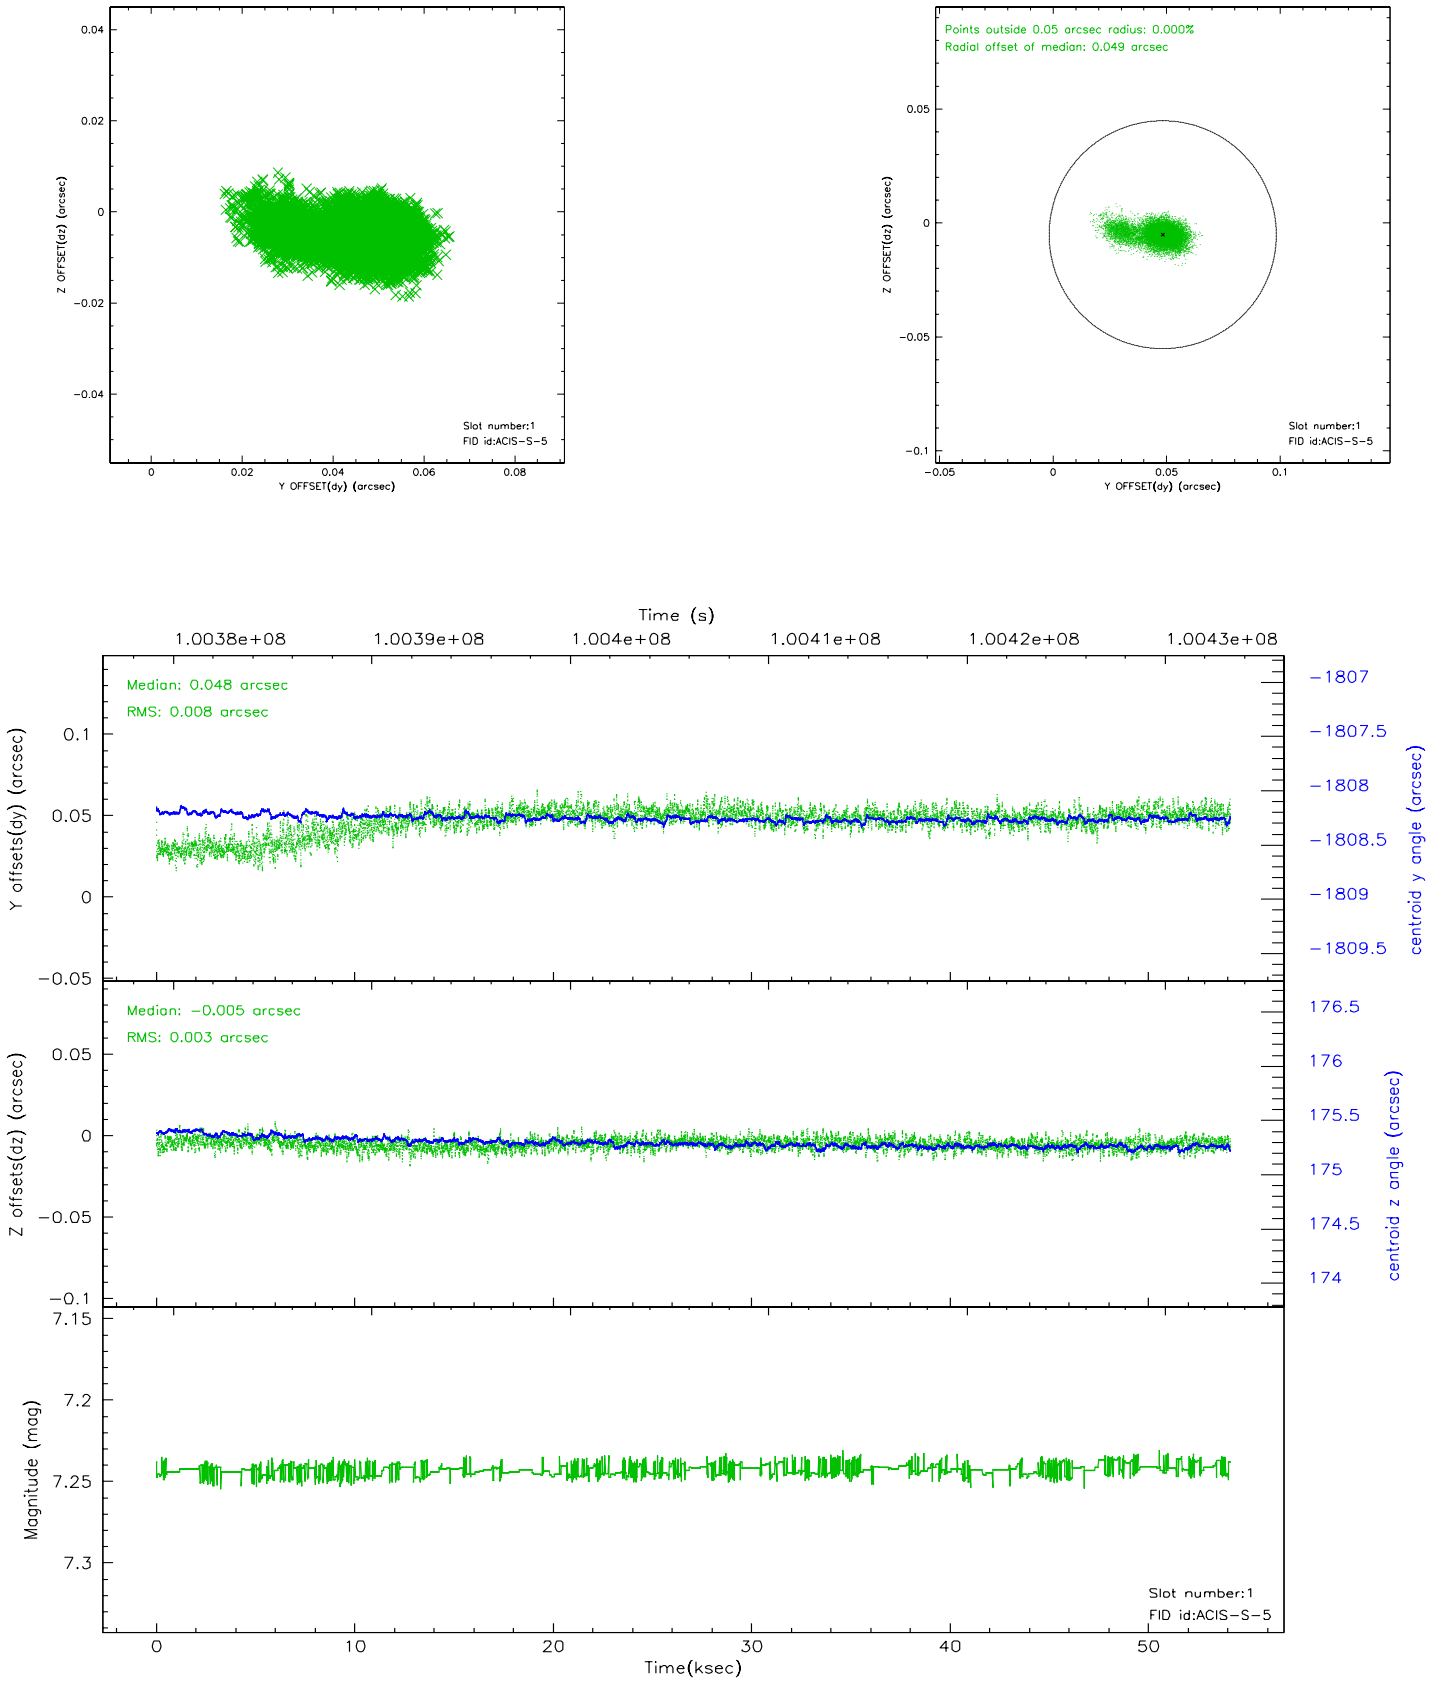 0.04
0.02
0
−0.02
−0.04
Z OFFSET(dz) (arcsec)
Slot number:1
FID id:ACIS−S−5
0 0.02 0.04 0.06 0.08
Y OFFSET(dy) (arcsec)
Points outside 0.05 arcsec radius: 0.000%
Radial offset of median: 0.049 arcsec
0.05
0
−0.05
−0.1
Z OFFSET(dz) (arcsec)
Slot number:1
FID id:ACIS−S−5
−0.05 0 0.05 0.1
Y OFFSET(dy) (arcsec)
Time (s)
1.0038e+08 1.0039e+08 1.004e+08 1.0041e+08 1.0042e+08 1.0043e+08
Median: 0.048 arcsec
RMS: 0.008 arcsec
0.1
0.05
0
−0.05
Y offsets(dy) (arcsec)
−1807
−1807.5
−1808
−1808.5
−1809
−1809.5
centroid y angle (arcsec)
Median: −0.005 arcsec
RMS: 0.003 arcsec
0.05
0
−0.05
−0.1
Z offsets(dz) (arcsec)
176.5
176
175.5
175
174.5
174
centroid z angle (arcsec)
7.15
7.2
7.25
7.3
Magnitude (mag)
Slot number:1
FID id:ACIS−S−5
0 10 20 30 40 50
Time(ksec)